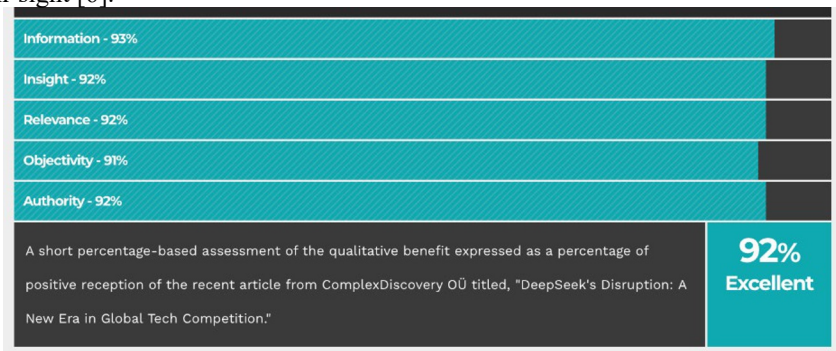 sight [6].
Information - 93%
Insight - 92%
Relevance - 92%
Objectivity - 91%
Authority - 92%
A short percentage-based assessment of the qualitative benefit expressed as a percentage of
positive reception of the recent article from ComplexDiscovery OÜ titled, "DeepSeek's Disruption: A
New Era in Global Tech Competition."
92%
Excellent